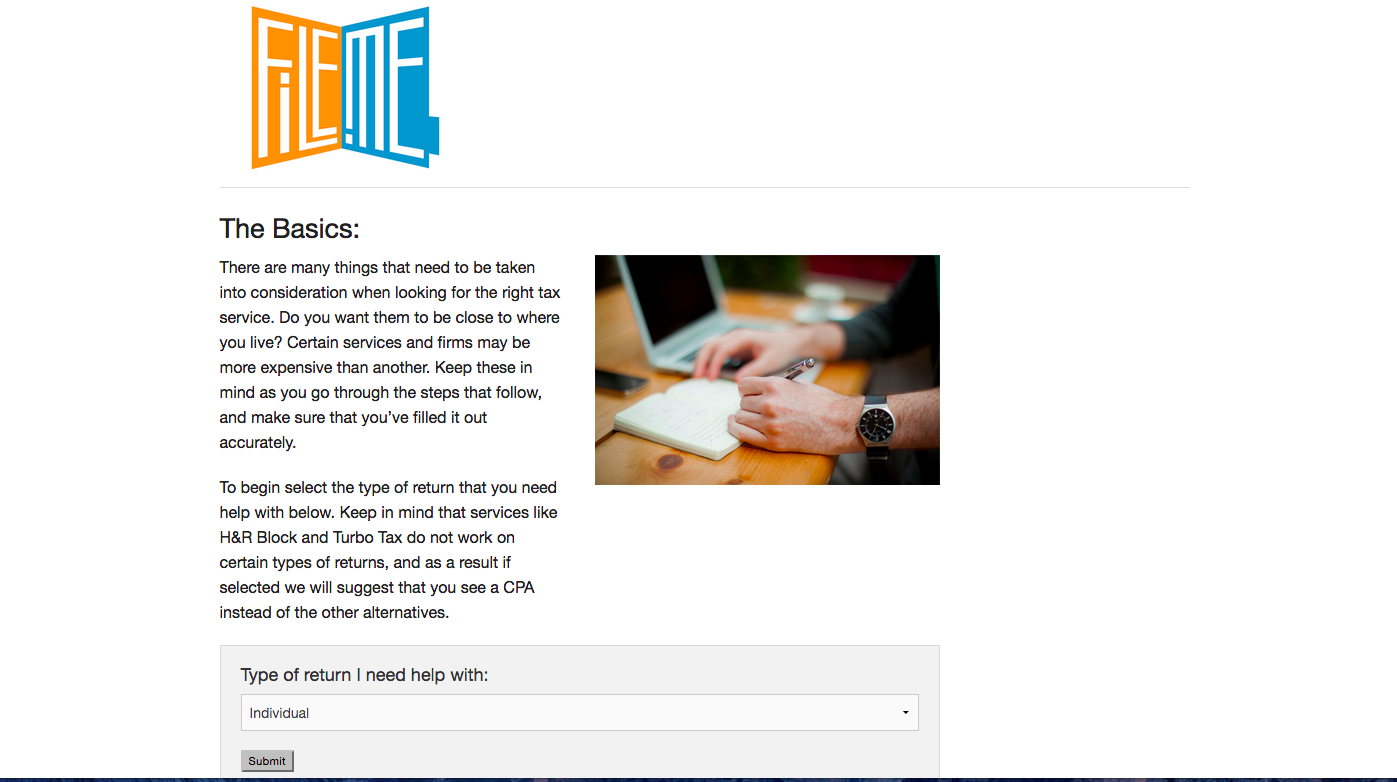 FiLEME
The Basics:
There are many things that need to be taken
into consideration when looking for the right tax
service. Do you want them to be close to where
you live? Certain services and firms may be
more expensive than another. Keep these in
mind as you go through the steps that follow,
and make sure that you’ve filled it out
accurately.
To begin select the type of return that you need
help with below. Keep in mind that services like
H&R Block and Turbo Tax do not work on
certain types of returns, and as a result if
selected we will suggest that you see a CPA
instead of the other alternatives.
Type of return I need help with:
Individual
Submit